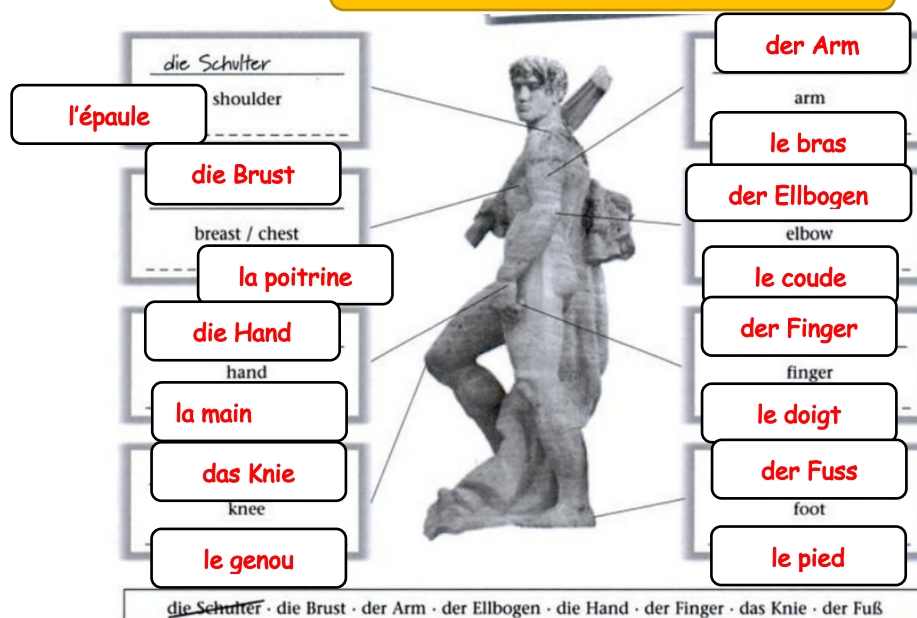 die Schulter
shoulder
l'épaule
die Brust
breast / chest
la poitrine
die Hand
hand
la main
das Knie
knee
le genou
der Arm
arm
le bras
der Ellbogen
elbow
le coude
der Finger
finger
le doigt
der Fuss
foot
le pied
die Schulter · die Brust · der Arm · der Ellbogen · die Hand · der Finger · das Knie · der Fuß